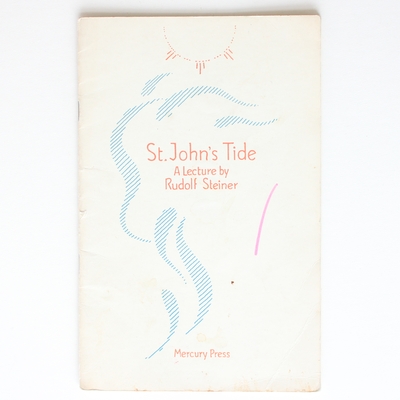 St. John's Tide
A Lecture by
Rudolf Steiner
Mercury Press